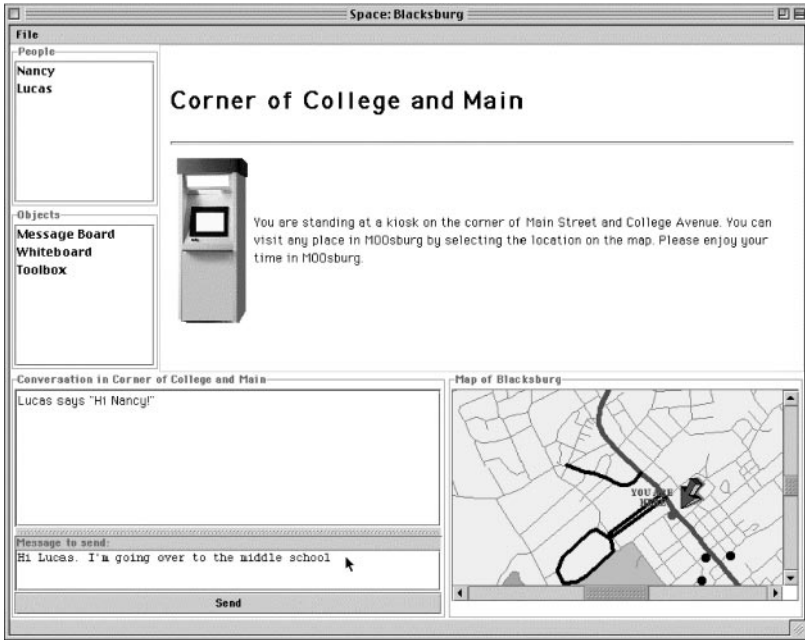 Space: Blacksburg
File
People
Nancy
Lucas
Objects
Message Board
Whiteboard
Toolbox
Corner of College and Main
You are standing at a kiosk on the corner of Main Street and College Avenue. You can
visit any place in MOOsburg by selecting the location on the map. Please enjoy your
time in MOOsburg.
Conversation in Corner of College and Main
Lucas says "Hi Nancy!"
Message to send:
Hi Lucas. I'm going over to the middle school
Send
Map of Blacksburg
YOU ARE
HERE